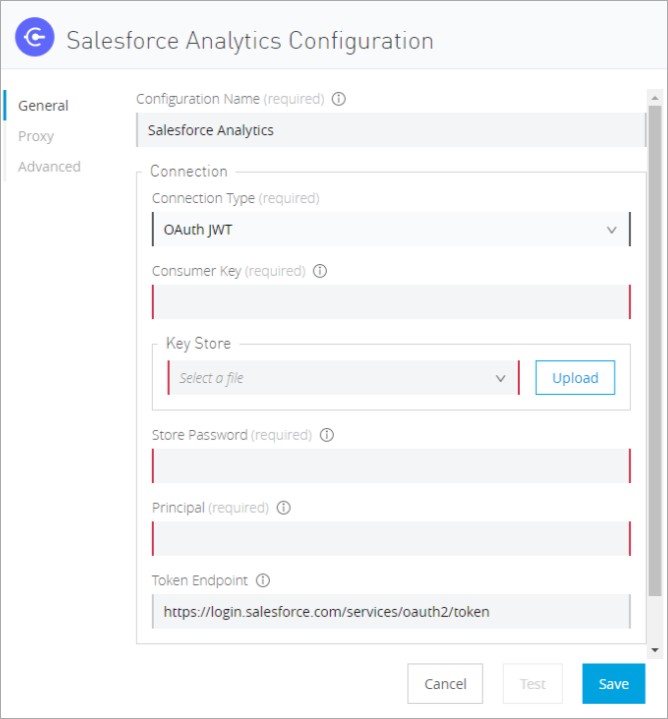 Salesforce Analytics Configuration
General
Proxy
Advanced
Configuration Name (required)
Salesforce Analytics
Connection
Connection Type (required)
OAuth JWT
Consumer Key (required)
Key Store
Select a file
Upload
Store Password (required)
Principal (required)
Token Endpoint
https://login.salesforce.com/services/oauth2/token
Cancel
Test
Save